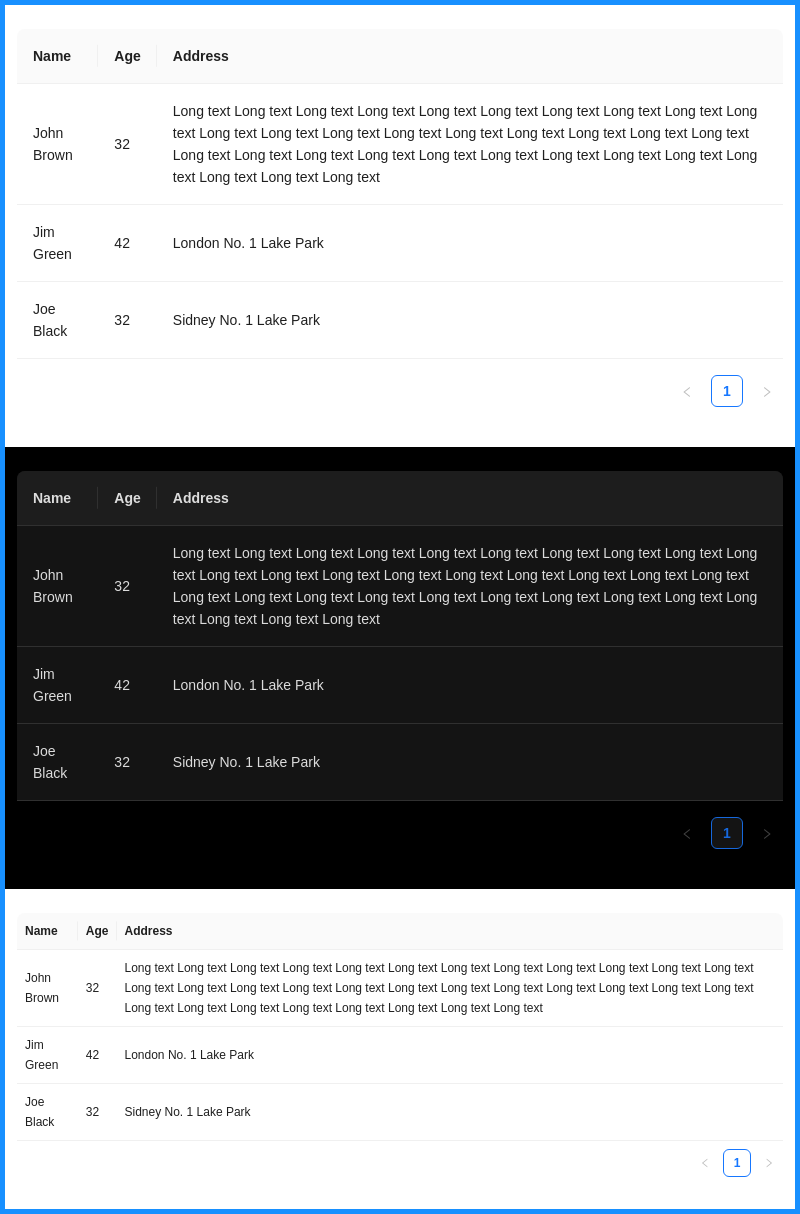 Name Age Address
John Brown 32 Long text Long text Long text Long text Long text Long text Long text Long text Long text Long
text Long text Long text Long text Long text Long text Long text Long text Long text Long text
Long text Long text Long text Long text Long text Long text Long text Long text Long text Long
text Long text Long text Long text
Jim Green 42 London No. 1 Lake Park
Joe Black 32 Sidney No. 1 Lake Park
1
Name Age Address
John Brown 32 Long text Long text Long text Long text Long text Long text Long text Long text Long text Long
text Long text Long text Long text Long text Long text Long text Long text Long text Long text
Long text Long text Long text Long text Long text Long text Long text Long text Long text Long
text Long text Long text Long text
Jim Green 42 London No. 1 Lake Park
Joe Black 32 Sidney No. 1 Lake Park
1
Name Age Address
John Brown 32 Long text Long text Long text Long text Long text Long text Long text Long text Long text Long text Long text Long text
Long text Long text Long text Long text Long text Long text Long text Long text Long text Long text Long text Long text
Long text Long text Long text Long text Long text Long text Long text Long text
Jim Green 42 London No. 1 Lake Park
Joe Black 32 Sidney No. 1 Lake Park
1